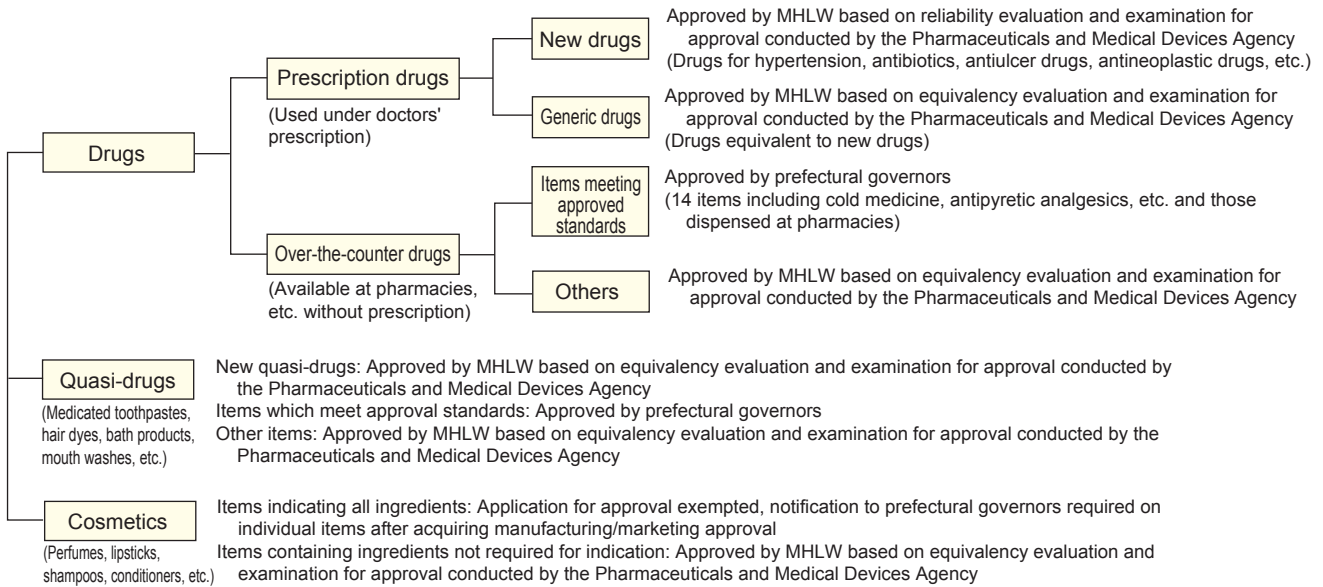 New drugs
Approved by MHLW based on reliability evaluation and examination for
approval conducted by the Pharmaceuticals and Medical Devices Agency
(Drugs for hypertension, antibiotics, antiulcer drugs, antineoplastic drugs, etc.)
Prescription drugs
(Used under doctors'
prescription)
Generic drugs
Approved by MHLW based on equivalency evaluation and examination for
approval conducted by the Pharmaceuticals and Medical Devices Agency
(Drugs equivalent to new drugs)
Drugs
Items meeting
approved
standards
Approved by prefectural governors
(14 items including cold medicine, antipyretic analgesics, etc. and those
dispensed at pharmacies)
Over-the-counter drugs
(Available at pharmacies,
etc. without prescription)
Others
Approved by MHLW based on equivalency evaluation and examination for
approval conducted by the Pharmaceuticals and Medical Devices Agency
Quasi-drugs
(Medicated toothpastes,
hair dyes, bath products,
mouth washes, etc.)
New quasi-drugs: Approved by MHLW based on equivalency evaluation and examination for approval conducted by
the Pharmaceuticals and Medical Devices Agency
Items which meet approval standards: Approved by prefectural governors
Other items: Approved by MHLW based on equivalency evaluation and examination for approval conducted by the
Pharmaceuticals and Medical Devices Agency
Cosmetics
(Perfumes, lipsticks,
shampoos, conditioners, etc.)
Items indicating all ingredients: Application for approval exempted, notification to prefectural governors required on
individual items after acquiring manufacturing/marketing approval
Items containing ingredients not required for indication: Approved by MHLW based on equivalency evaluation and
examination for approval conducted by the Pharmaceuticals and Medical Devices Agency